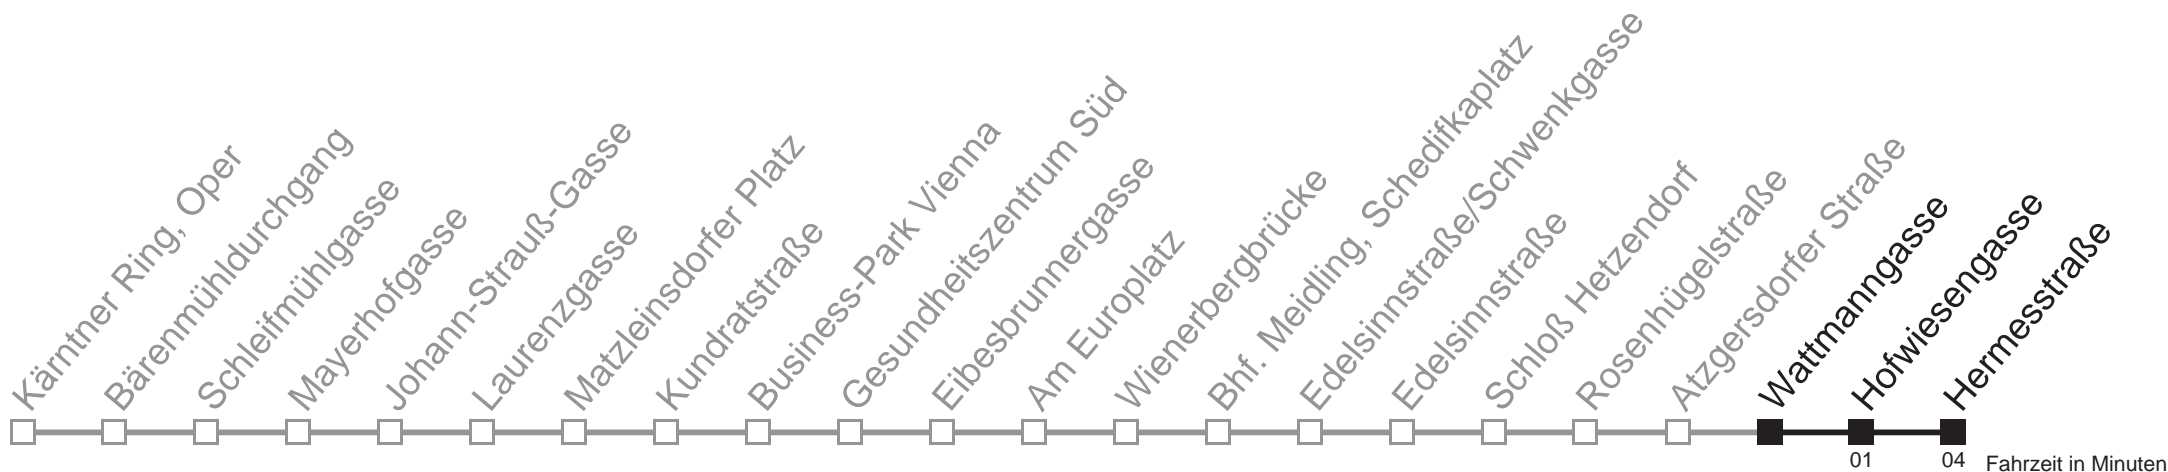 Kärntner Ring, Oper
Bärenmühldurchgang
Schleifmühlgasse
Mayerhofgasse
Johann-Strauß-Gasse
Laurenzgasse
Matzleinsdorfer Platz
Kundratstraße
Business-Park Vienna
Gesundheitszentrum Süd
Eibesbrunnergasse
Am Europlatz
Wienerbergbrücke
Bhf. Meidling, Schedifkaplatz
Edelsinnstraße/Schwenkgasse
Edelsinnstraße
Schloß Hetzendorf
Rosenhügelstraße
Atzgersdorfer Straße
Wattmanngasse
Hofwiesengasse
Hermesstraße
01 04 Fahrzeit in Minuten